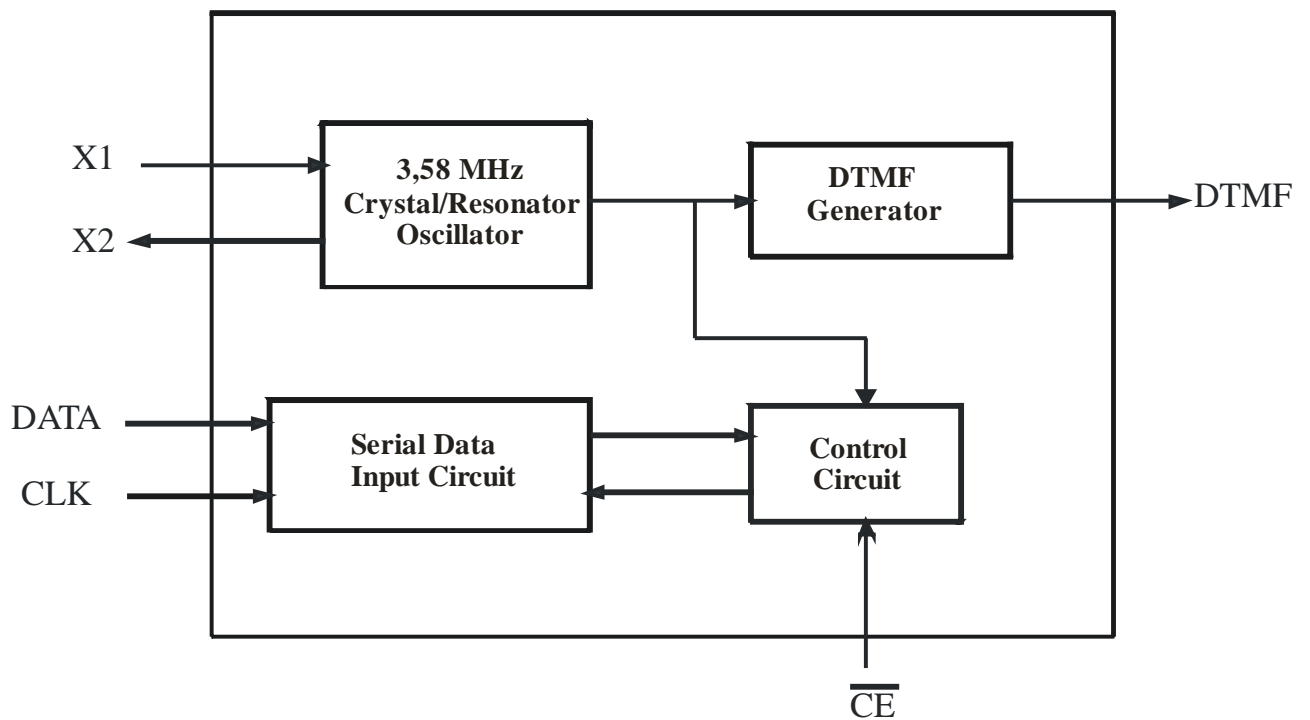 X1
3,58 MHz
Crystal/Resonator
Oscillator
X2
DTMF
Generator
DTMF
DATA
CLK
Serial Data
Input Circuit
Control
Circuit
C̅E̅